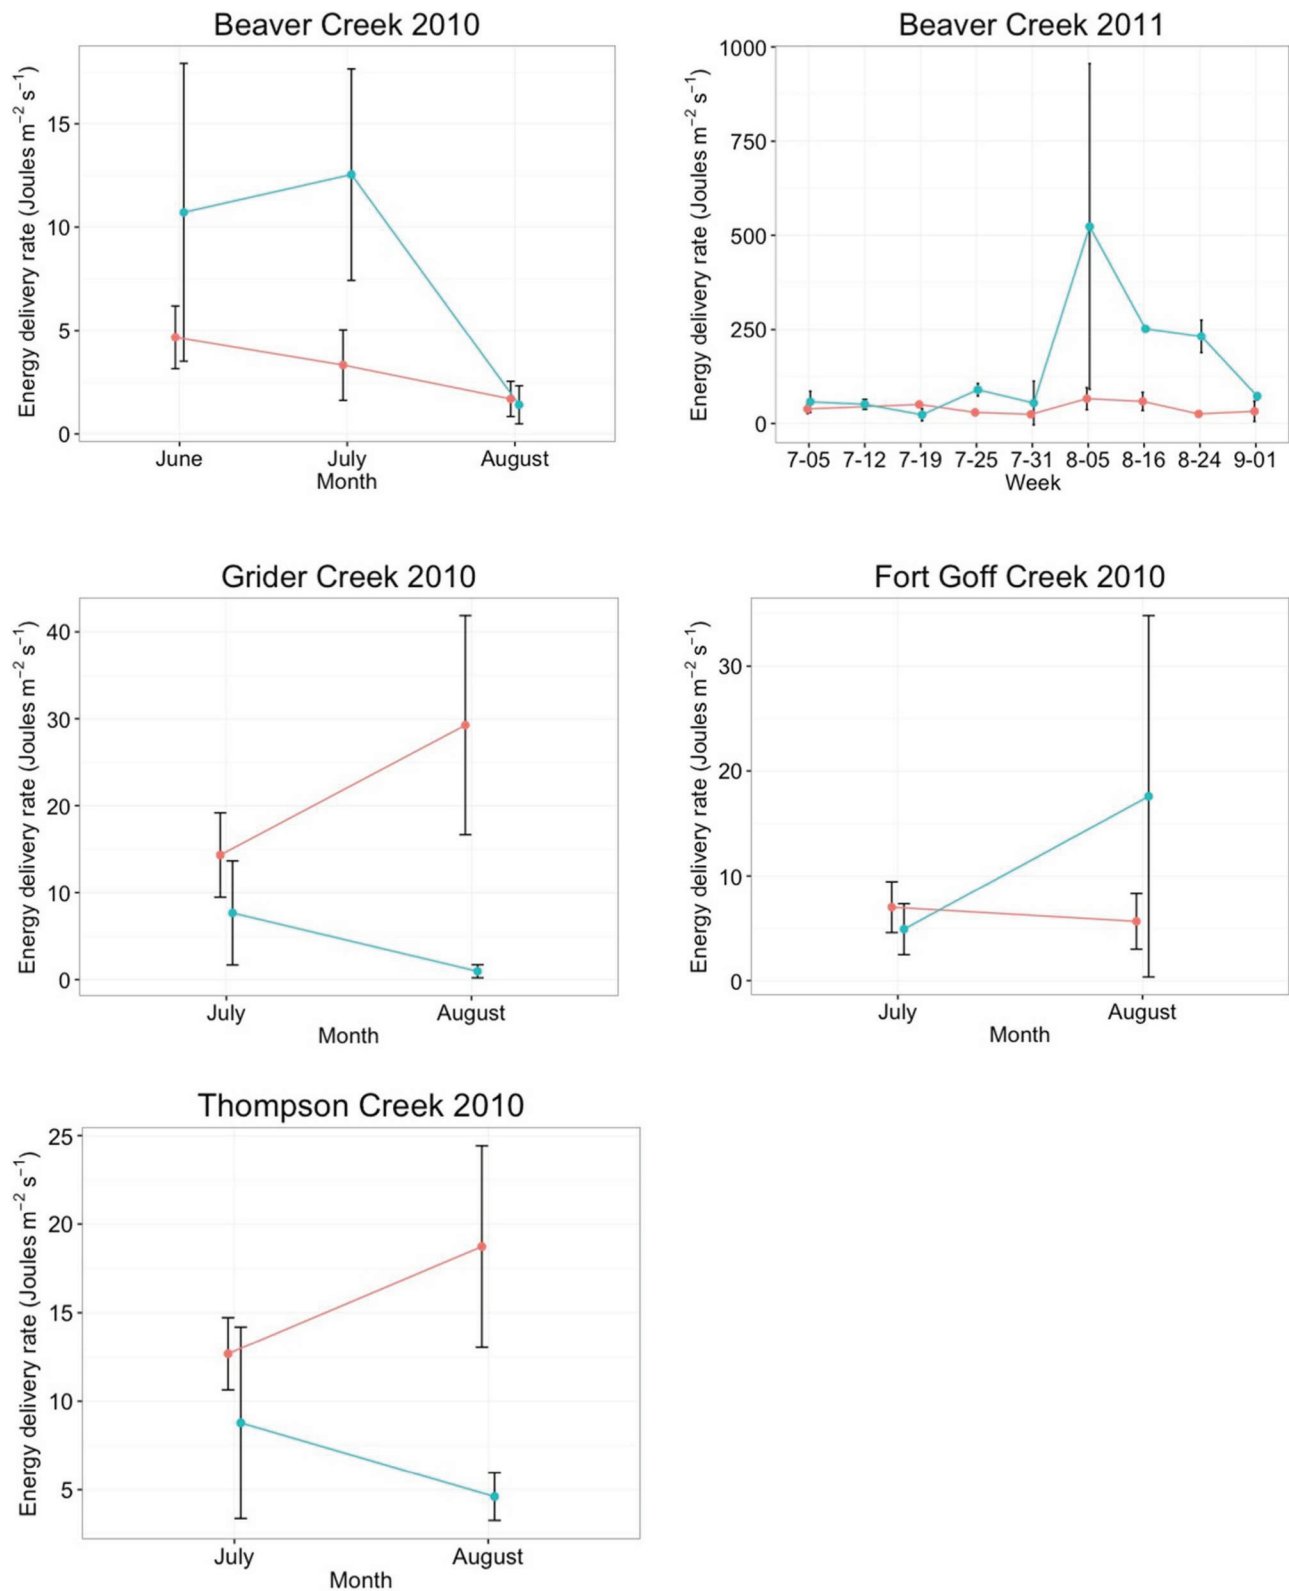 Beaver Creek 2010
Energy delivery rate (Joules m⁻² s⁻¹)
15
10
5
0
June July August
Month
Beaver Creek 2011
Energy delivery rate (Joules m⁻² s⁻¹)
1000
750
500
250
0
7-05 7-12 7-19 7-25 7-31 8-05 8-16 8-24 9-01
Week
Grider Creek 2010
Energy delivery rate (Joules m⁻² s⁻¹)
40
30
20
10
0
July August
Month
Fort Goff Creek 2010
Energy delivery rate (Joules m⁻² s⁻¹)
30
20
10
0
July August
Month
Thompson Creek 2010
Energy delivery rate (Joules m⁻² s⁻¹)
25
20
15
10
5
July August
Month